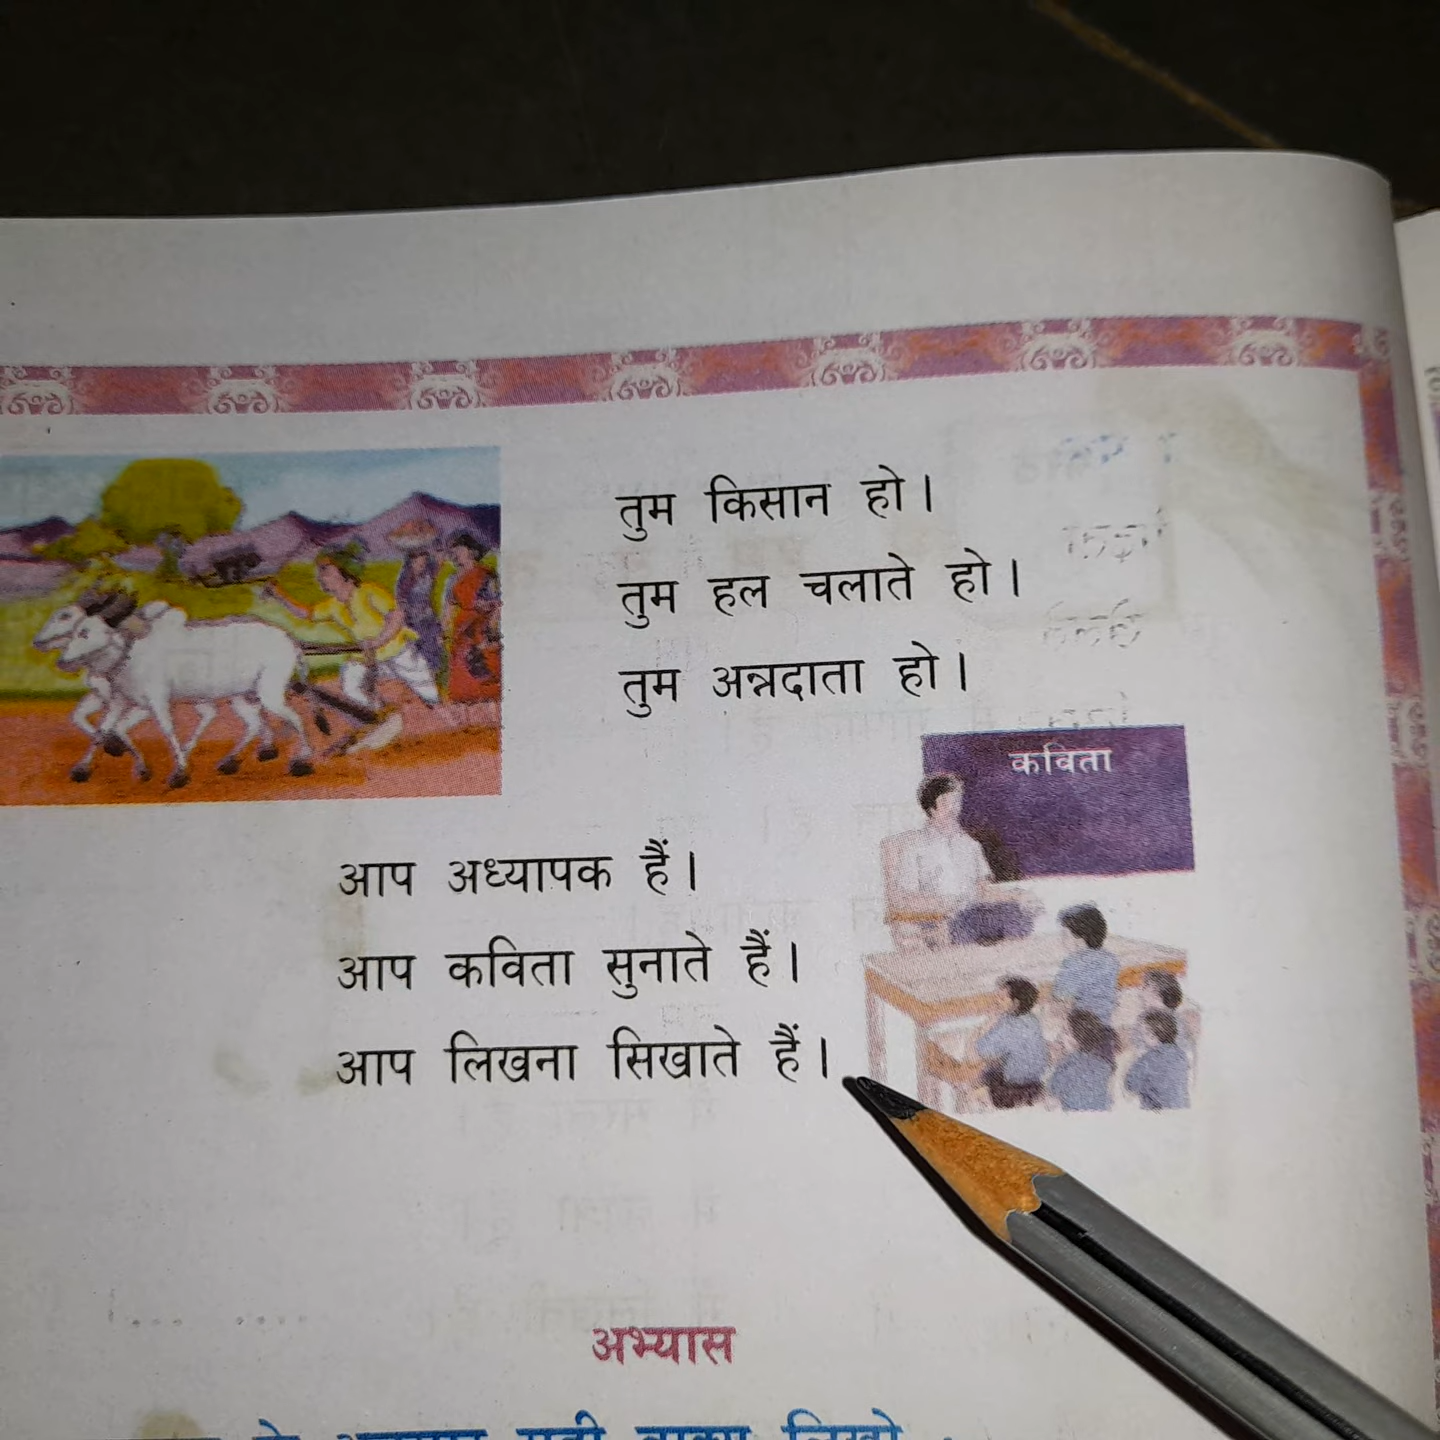 तुम किसान हो।
तुम हल चलाते हो।
तुम अन्नदाता हो।
कविता
आप अध्यापक हैं।
आप कविता सुनाते हैं।
आप लिखना सिखाते हैं।
अभ्यास